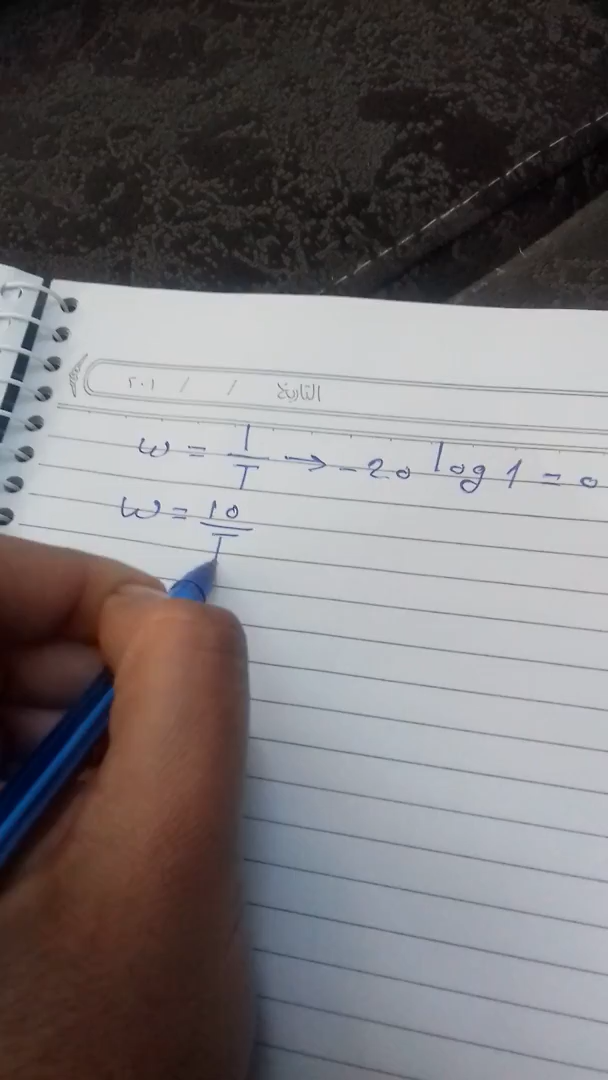 التاريخ / / ٢٠١
ω = 1/T → -20 log 1 = 0
ω = 10/T